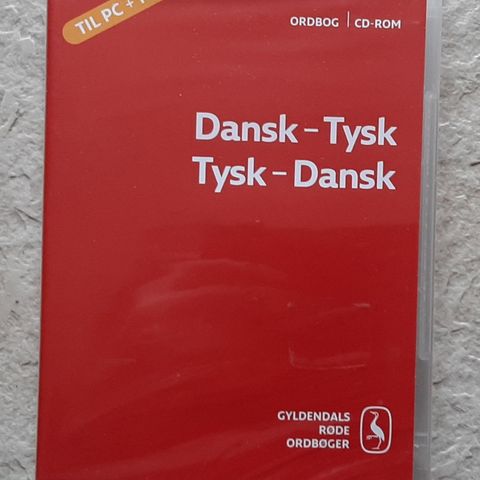 TIL PC +
ORDBOG | CD-ROM
Dansk – Tysk
Tysk – Dansk
GYLDENDALS
RØDE
ORDBØGER